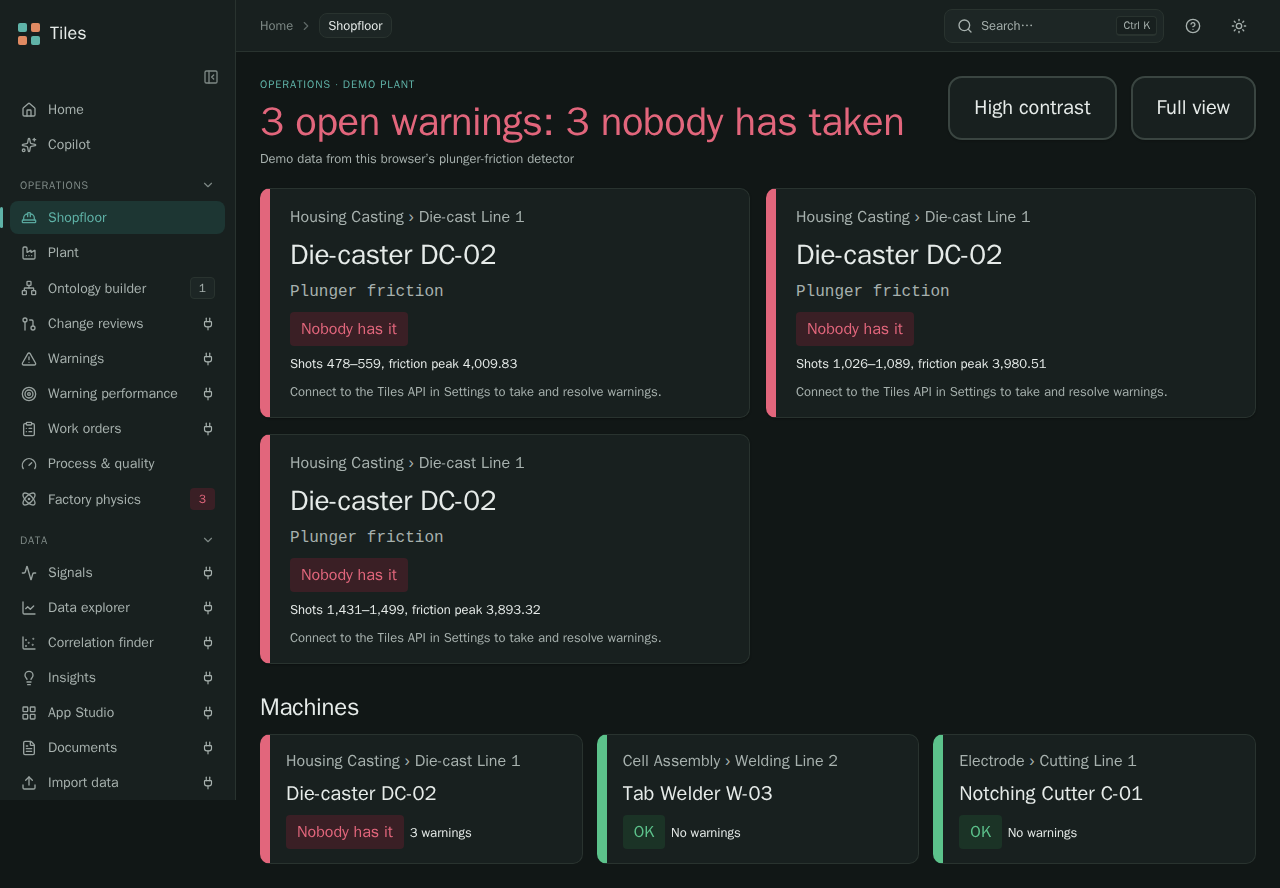 Tiles
Home
Copilot
OPERATIONS
Shopfloor
Plant
Ontology builder 1
Change reviews
Warnings
Warning performance
Work orders
Process & quality
Factory physics 3
DATA
Signals
Data explorer
Correlation finder
Insights
App Studio
Documents
Import data
Home > Shopfloor
Search… Ctrl K
OPERATIONS · DEMO PLANT
3 open warnings: 3 nobody has taken
Demo data from this browser's plunger-friction detector
High contrast
Full view
Housing Casting › Die-cast Line 1
Die-caster DC-02
Plunger friction
Nobody has it
Shots 478–559, friction peak 4,009.83
Connect to the Tiles API in Settings to take and resolve warnings.
Housing Casting › Die-cast Line 1
Die-caster DC-02
Plunger friction
Nobody has it
Shots 1,026–1,089, friction peak 3,980.51
Connect to the Tiles API in Settings to take and resolve warnings.
Housing Casting › Die-cast Line 1
Die-caster DC-02
Plunger friction
Nobody has it
Shots 1,431–1,499, friction peak 3,893.32
Connect to the Tiles API in Settings to take and resolve warnings.
Machines
Housing Casting › Die-cast Line 1
Die-caster DC-02
Nobody has it 3 warnings
Cell Assembly › Welding Line 2
Tab Welder W-03
OK No warnings
Electrode › Cutting Line 1
Notching Cutter C-01
OK No warnings